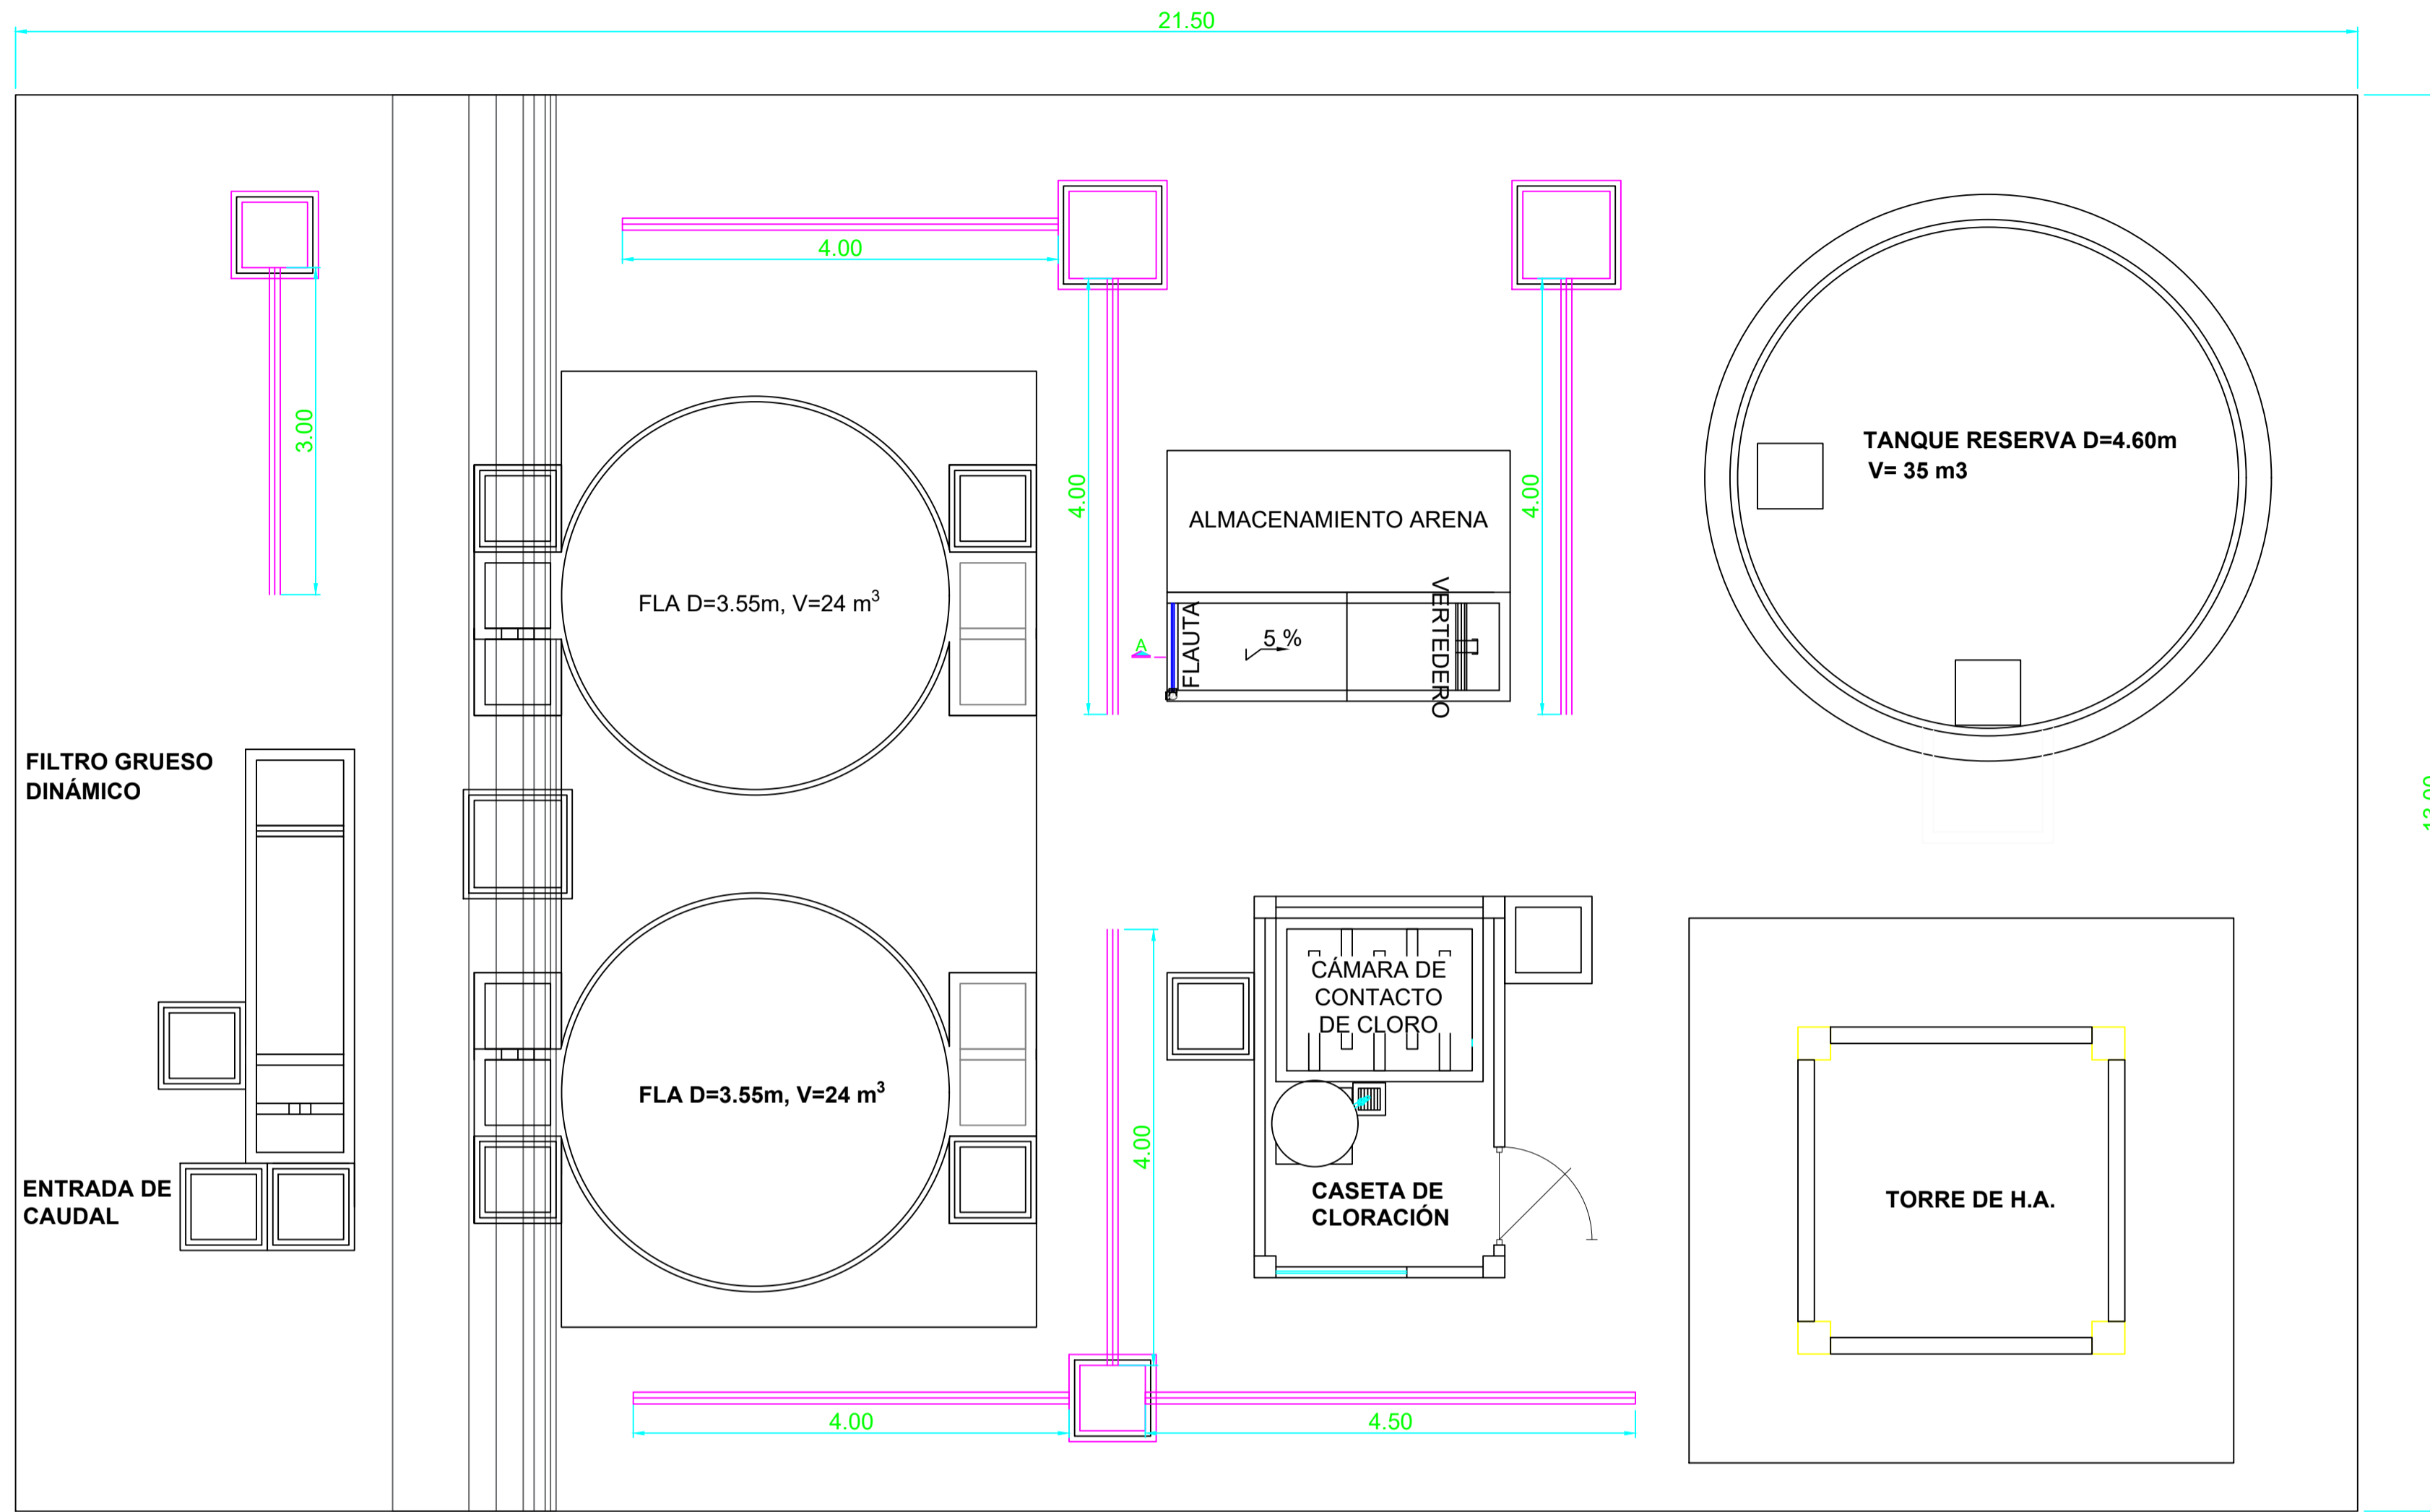 21.50
4.00
3.00
4.00
4.00
TANQUE RESERVA D=4.60m
V= 35 m3
ALMACENAMIENTO ARENA
FLA D=3.55m, V=24 m³
A
FLAUTA
5 %
VERTEDERO
FILTRO GRUESO
DINÁMICO
CÁMARA DE
CONTACTO
DE CLORO
FLA D=3.55m, V=24 m³
4.00
ENTRADA DE
CAUDAL
CASETA DE
CLORACIÓN
TORRE DE H.A.
4.00
4.50